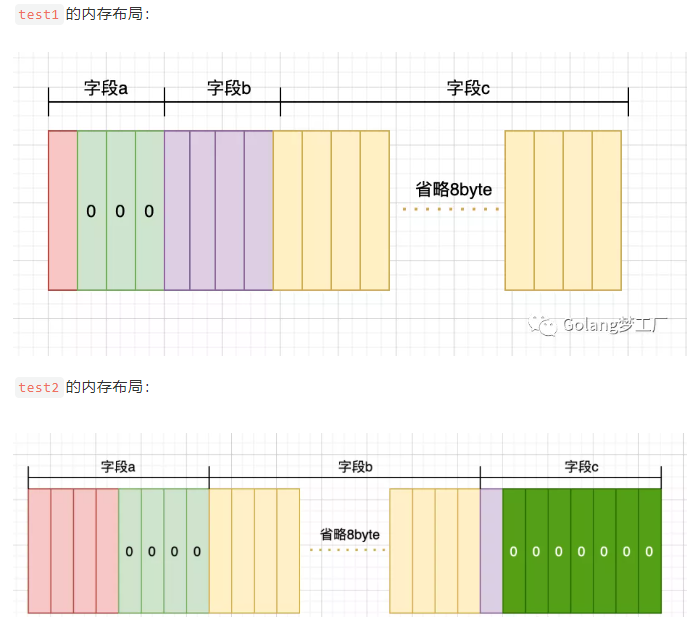 test1 的内存布局：
字段a 字段b 字段c
0 0 0
省略8byte
Golang梦工厂
test2 的内存布局：
字段a 字段b 字段c
省略8byte
0 0 0 0 0 0 0 0 0 0 0